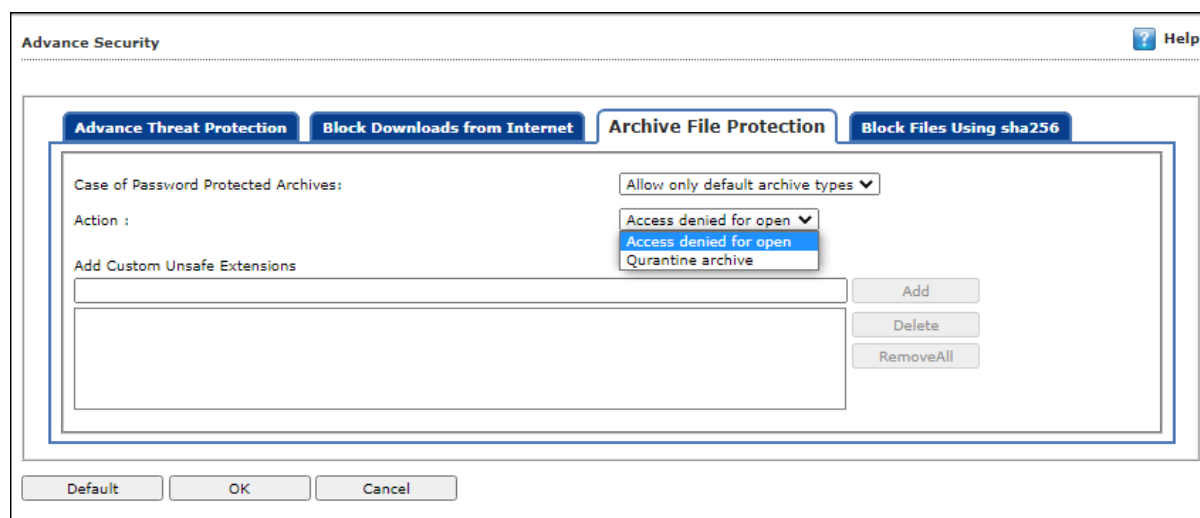 Advance Security
Help
Advance Threat Protection
Block Downloads from Internet
Archive File Protection
Block Files Using sha256
Case of Password Protected Archives:
Allow only default archive types
Action :
Access denied for open
Access denied for open
Qurantine archive
Add Custom Unsafe Extensions
Add
Delete
RemoveAll
Default
OK
Cancel